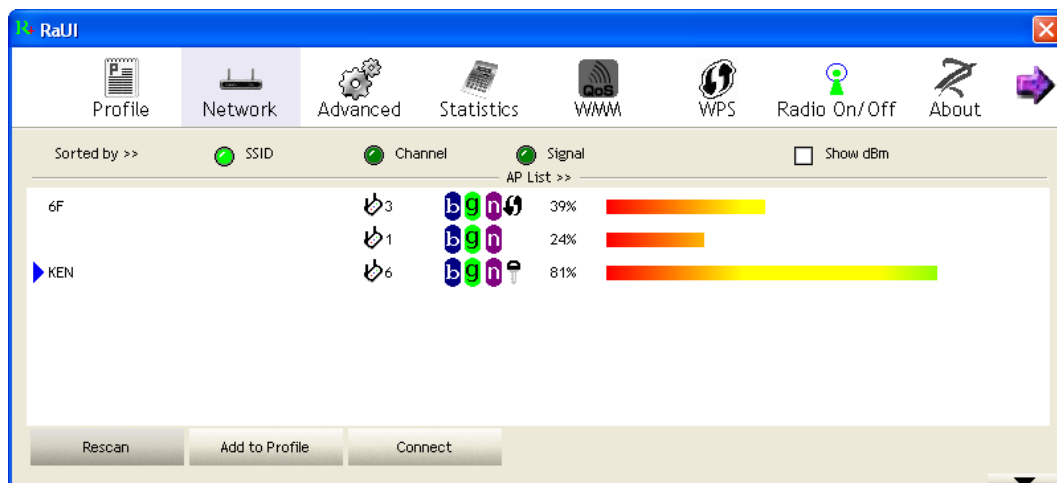 RaUI
Profile Network Advanced Statistics WMM WPS Radio On/Off About
QoS
Sorted by >> SSID Channel Signal Show dBm
AP List >>
6F 3 b g n 39%
1 b g n 24%
KEN 6 b g n 81%
Rescan Add to Profile Connect